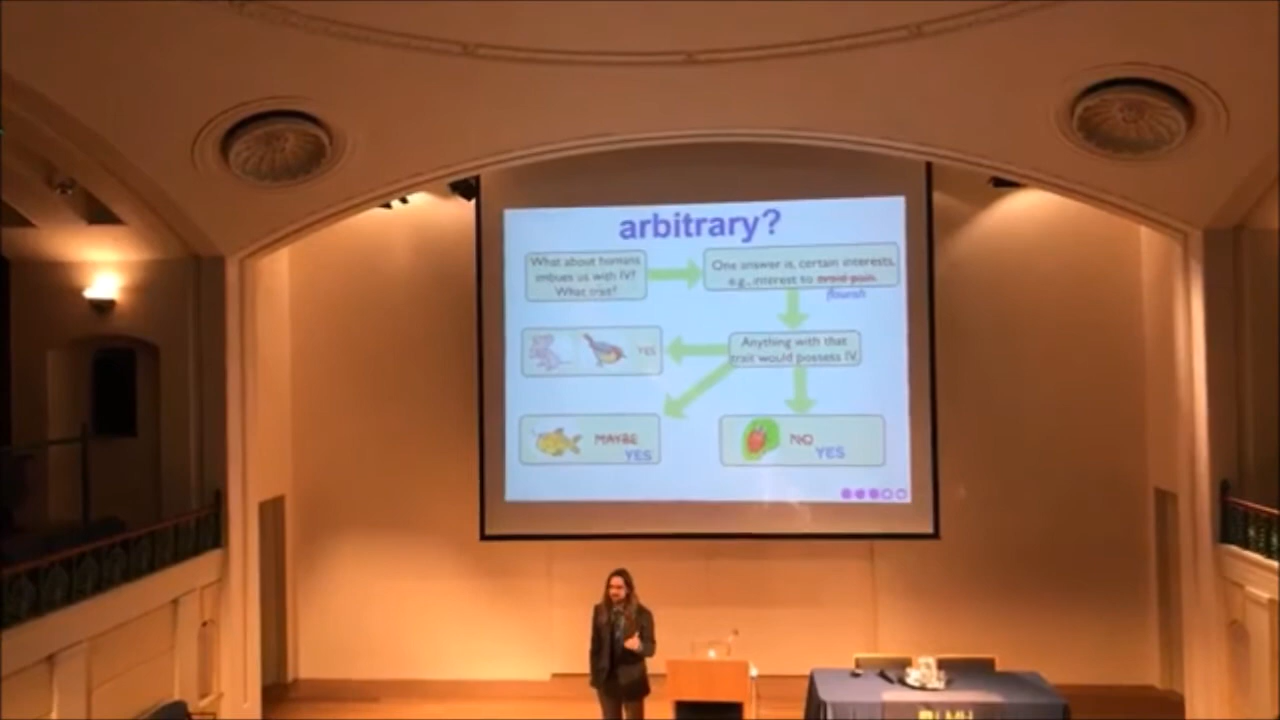 arbitrary?
What about humans
imbues us with IV?
What trait?
One answer is, certain interests,
e.g., interest to avoid pain.
flourish
Anything with that
trait would possess IV.
YES
MAYBE
YES
NO
YES